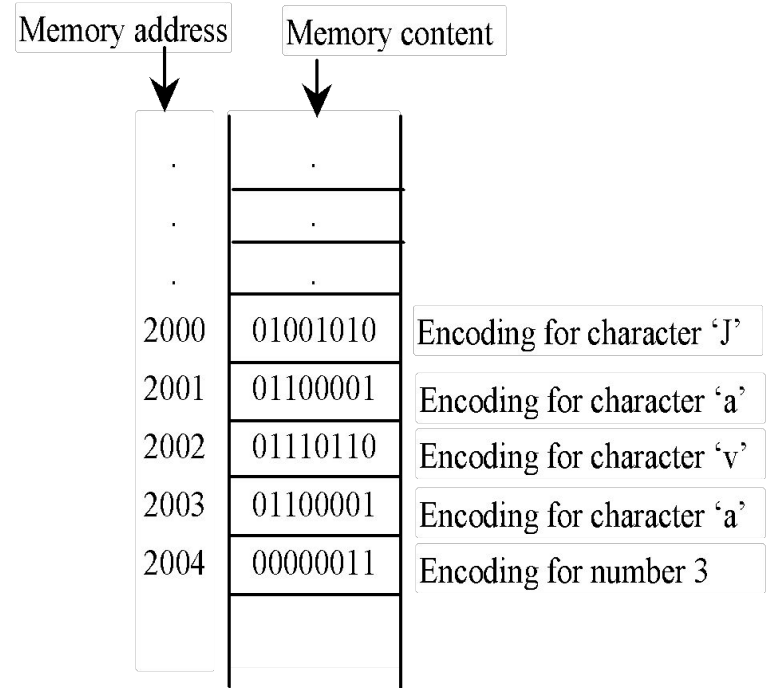 Memory address Memory content
. .
. .
. .
2000 01001010 Encoding for character ‘J’
2001 01100001 Encoding for character ‘a’
2002 01110110 Encoding for character ‘v’
2003 01100001 Encoding for character ‘a’
2004 00000011 Encoding for number 3